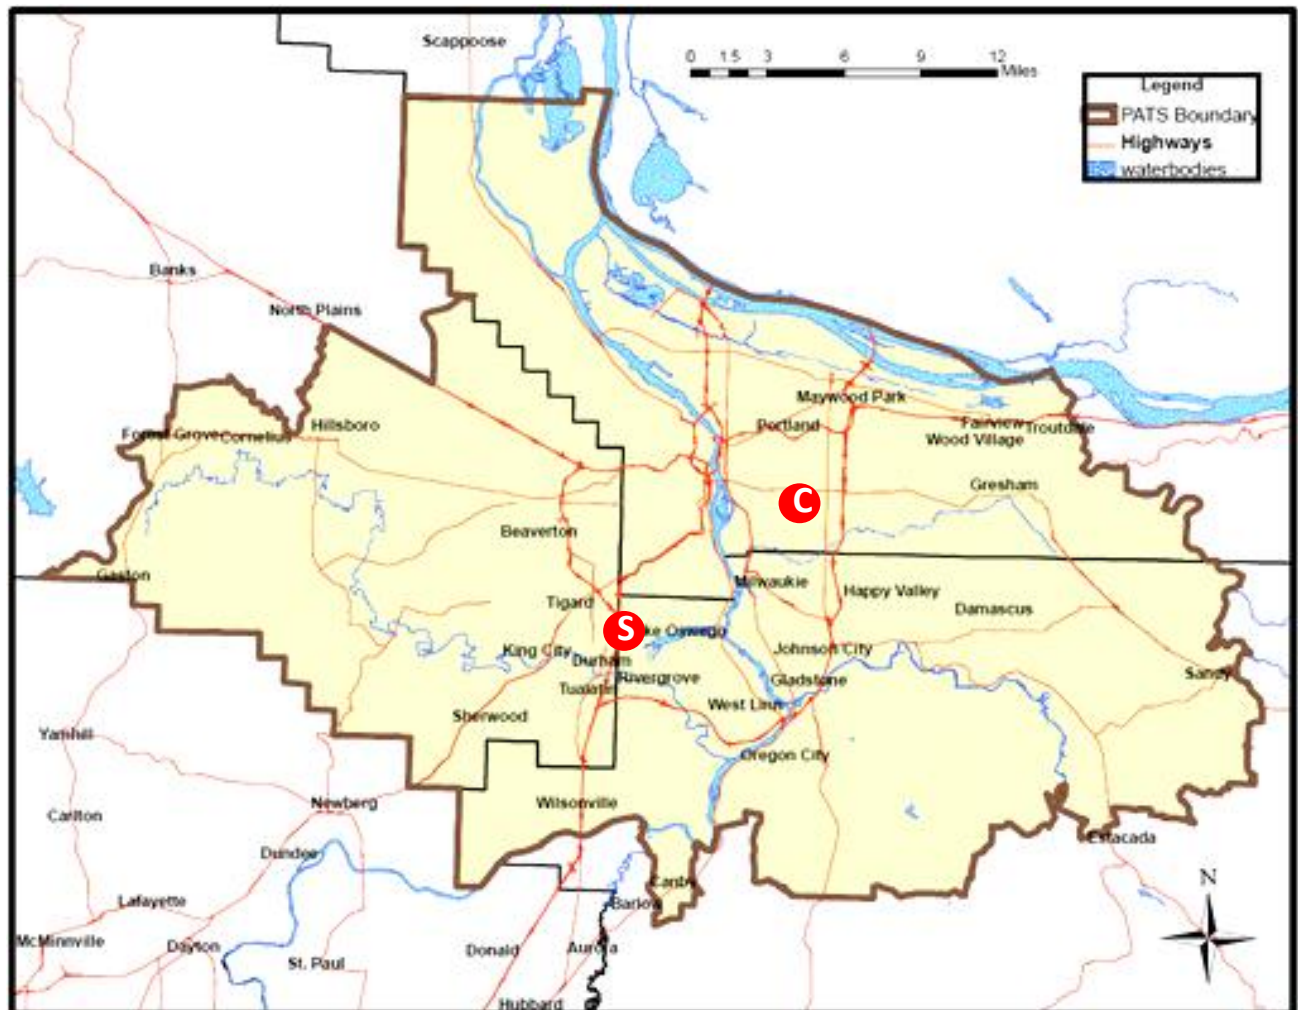 Scappoose
0 1.5 3 6 9 12
Miles
Legend
PATS Boundary
Highways
waterbodies
Banks
North Plains
Maywood Park
Forest Grove
Cornelius
Hillsboro
Portland
Fairview
Troutdale
Wood Village
Gresham
C
Beaverton
Gaston
Milwaukie
Happy Valley
Tigard
Damascus
S
ke Oswego
King City
Durham
Johnson City
Rivergrove
Gladstone
Sandy
Tualatin
West Linn
Sherwood
Yamhill
Oregon City
Newberg
Wilsonville
Carlton
Dundee
Estacada
Canby
N
Lafayette
Barlow
McMinnville
Dayton
Donald
Aurora
St. Paul
Hubbard